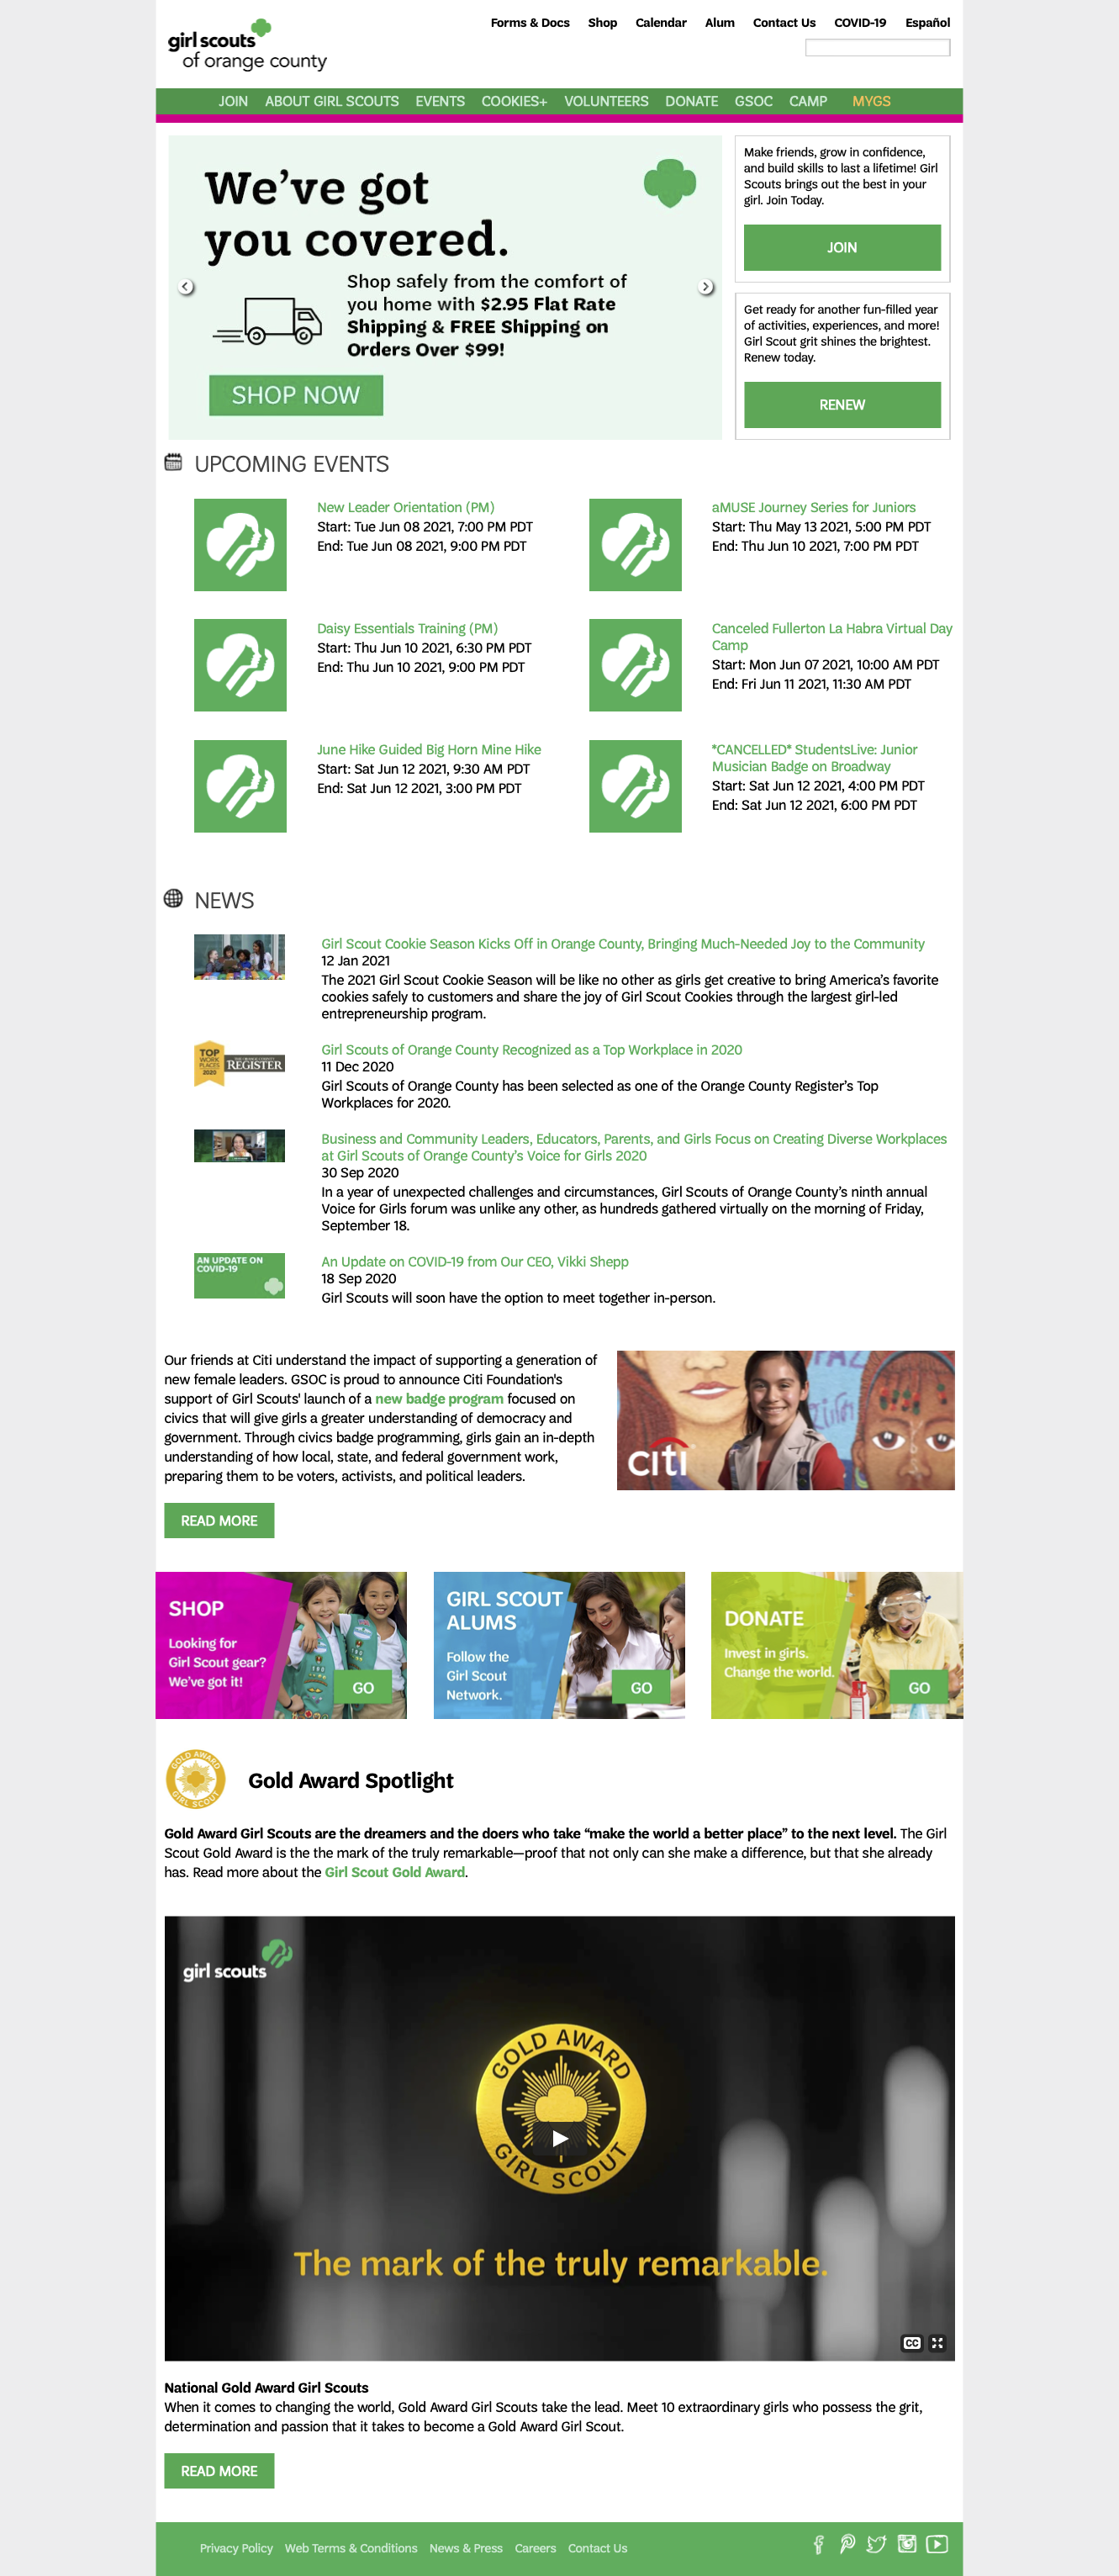 girl scouts
of orange county
Forms & Docs Shop Calendar Alum Contact Us COVID-19 Español
JOIN ABOUT GIRL SCOUTS EVENTS COOKIES+ VOLUNTEERS DONATE GSOC CAMP MYGS
We've got
you covered.
Shop safely from the comfort of
you home with $2.95 Flat Rate
Shipping & FREE Shipping on
Orders Over $99!
SHOP NOW
Make friends, grow in confidence,
and build skills to last a lifetime! Girl
Scouts brings out the best in your
girl. Join Today.
JOIN
Get ready for another fun-filled year
of activities, experiences, and more!
Girl Scout grit shines the brightest.
Renew today.
RENEW
UPCOMING EVENTS
New Leader Orientation (PM)
Start: Tue Jun 08 2021, 7:00 PM PDT
End: Tue Jun 08 2021, 9:00 PM PDT
aMUSE Journey Series for Juniors
Start: Thu May 13 2021, 5:00 PM PDT
End: Thu Jun 10 2021, 7:00 PM PDT
Daisy Essentials Training (PM)
Start: Thu Jun 10 2021, 6:30 PM PDT
End: Thu Jun 10 2021, 9:00 PM PDT
Canceled Fullerton La Habra Virtual Day
Camp
Start: Mon Jun 07 2021, 10:00 AM PDT
End: Fri Jun 11 2021, 11:30 AM PDT
June Hike Guided Big Horn Mine Hike
Start: Sat Jun 12 2021, 9:30 AM PDT
End: Sat Jun 12 2021, 3:00 PM PDT
*CANCELLED* StudentsLive: Junior
Musician Badge on Broadway
Start: Sat Jun 12 2021, 4:00 PM PDT
End: Sat Jun 12 2021, 6:00 PM PDT
NEWS
Girl Scout Cookie Season Kicks Off in Orange County, Bringing Much-Needed Joy to the Community
12 Jan 2021
The 2021 Girl Scout Cookie Season will be like no other as girls get creative to bring America's favorite
cookies safely to customers and share the joy of Girl Scout Cookies through the largest girl-led
entrepreneurship program.
TOP
WORK
PLACES
2020
REGISTER
Girl Scouts of Orange County Recognized as a Top Workplace in 2020
11 Dec 2020
Girl Scouts of Orange County has been selected as one of the Orange County Register's Top
Workplaces for 2020.
Business and Community Leaders, Educators, Parents, and Girls Focus on Creating Diverse Workplaces
at Girl Scouts of Orange County's Voice for Girls 2020
30 Sep 2020
In a year of unexpected challenges and circumstances, Girl Scouts of Orange County's ninth annual
Voice for Girls forum was unlike any other, as hundreds gathered virtually on the morning of Friday,
September 18.
AN UPDATE ON
COVID-19
An Update on COVID-19 from Our CEO, Vikki Shepp
18 Sep 2020
Girl Scouts will soon have the option to meet together in-person.
Our friends at Citi understand the impact of supporting a generation of
new female leaders. GSOC is proud to announce Citi Foundation's
support of Girl Scouts' launch of a new badge program focused on
civics that will give girls a greater understanding of democracy and
government. Through civics badge programming, girls gain an in-depth
understanding of how local, state, and federal government work,
preparing them to be voters, activists, and political leaders.
citi
READ MORE
SHOP
Looking for
Girl Scout gear?
We've got it!
GO
GIRL SCOUT
ALUMS
Follow the
Girl Scout
Network.
GO
DONATE
Invest in girls.
Change the world.
GO
GOLD AWARD
GIRL SCOUT
Gold Award Spotlight
Gold Award Girl Scouts are the dreamers and the doers who take “make the world a better place” to the next level. The Girl
Scout Gold Award is the the mark of the truly remarkable—proof that not only can she make a difference, but that she already
has. Read more about the Girl Scout Gold Award.
girl scouts
GOLD AWARD
GIRL SCOUT
The mark of the truly remarkable.
CC
National Gold Award Girl Scouts
When it comes to changing the world, Gold Award Girl Scouts take the lead. Meet 10 extraordinary girls who possess the grit,
determination and passion that it takes to become a Gold Award Girl Scout.
READ MORE
Privacy Policy Web Terms & Conditions News & Press Careers Contact Us